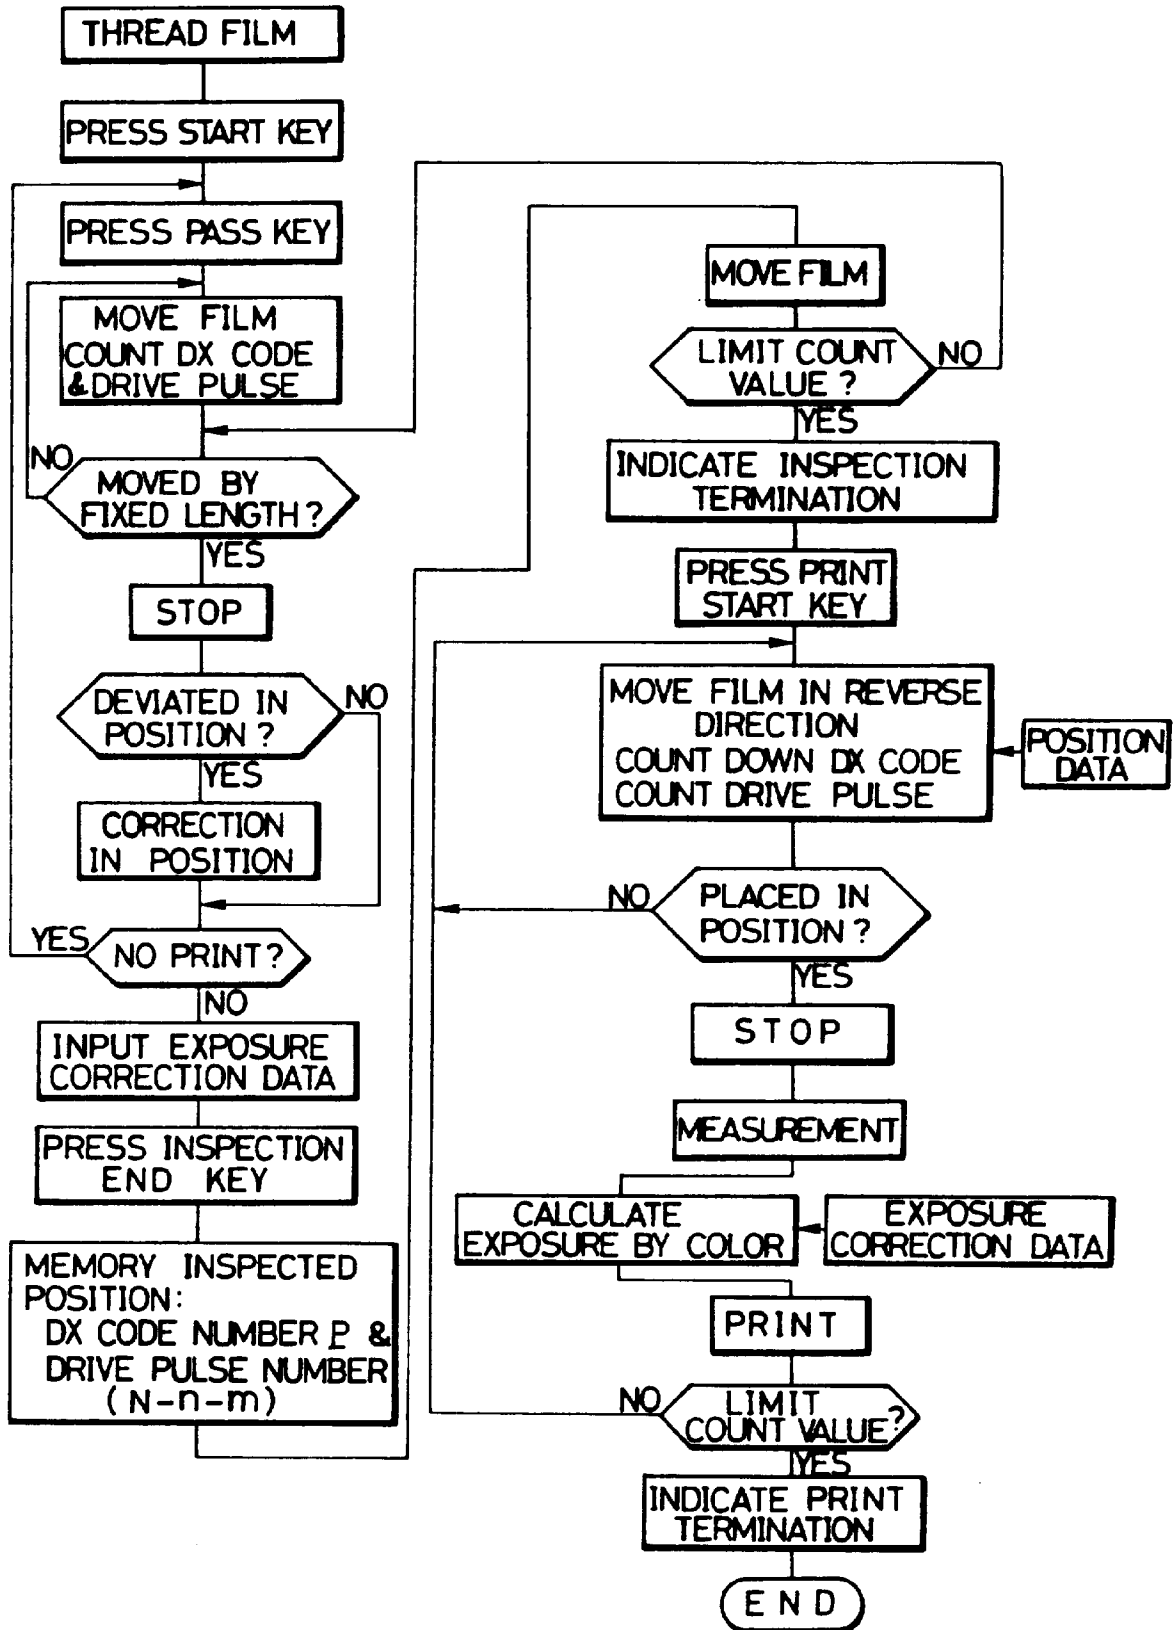 THREAD FILM
PRESS START KEY
PRESS PASS KEY
MOVE FILM
COUNT DX CODE
& DRIVE PULSE
NO
MOVED BY
FIXED LENGTH?
YES
STOP
DEVIATED IN
POSITION?
NO
YES
CORRECTION
IN POSITION
YES
NO PRINT?
NO
INPUT EXPOSURE
CORRECTION DATA
PRESS INSPECTION
END KEY
MEMORY INSPECTED
POSITION:
DX CODE NUMBER P &
DRIVE PULSE NUMBER
(N-n-m)
MOVE FILM
LIMIT COUNT
VALUE?
NO
YES
INDICATE INSPECTION
TERMINATION
PRESS PRINT
START KEY
MOVE FILM IN REVERSE
DIRECTION
COUNT DOWN DX CODE
COUNT DRIVE PULSE
POSITION
DATA
NO
PLACED IN
POSITION?
YES
STOP
MEASUREMENT
CALCULATE
EXPOSURE BY COLOR
EXPOSURE
CORRECTION DATA
PRINT
NO
LIMIT
COUNT VALUE?
YES
INDICATE PRINT
TERMINATION
END